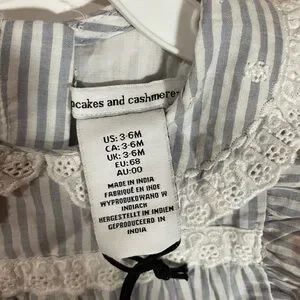 pcakes and cashmere
US: 3-6M
CA: 3-6M
UK: 3-6M
EU: 68
AU: 00
MADE IN INDIA
FABRIQUÉ EN INDE
WYPRODUKOWANO W
INDIACH
HERGESTELLT IN INDIEN
GEPRODUCEERD IN
INDIA